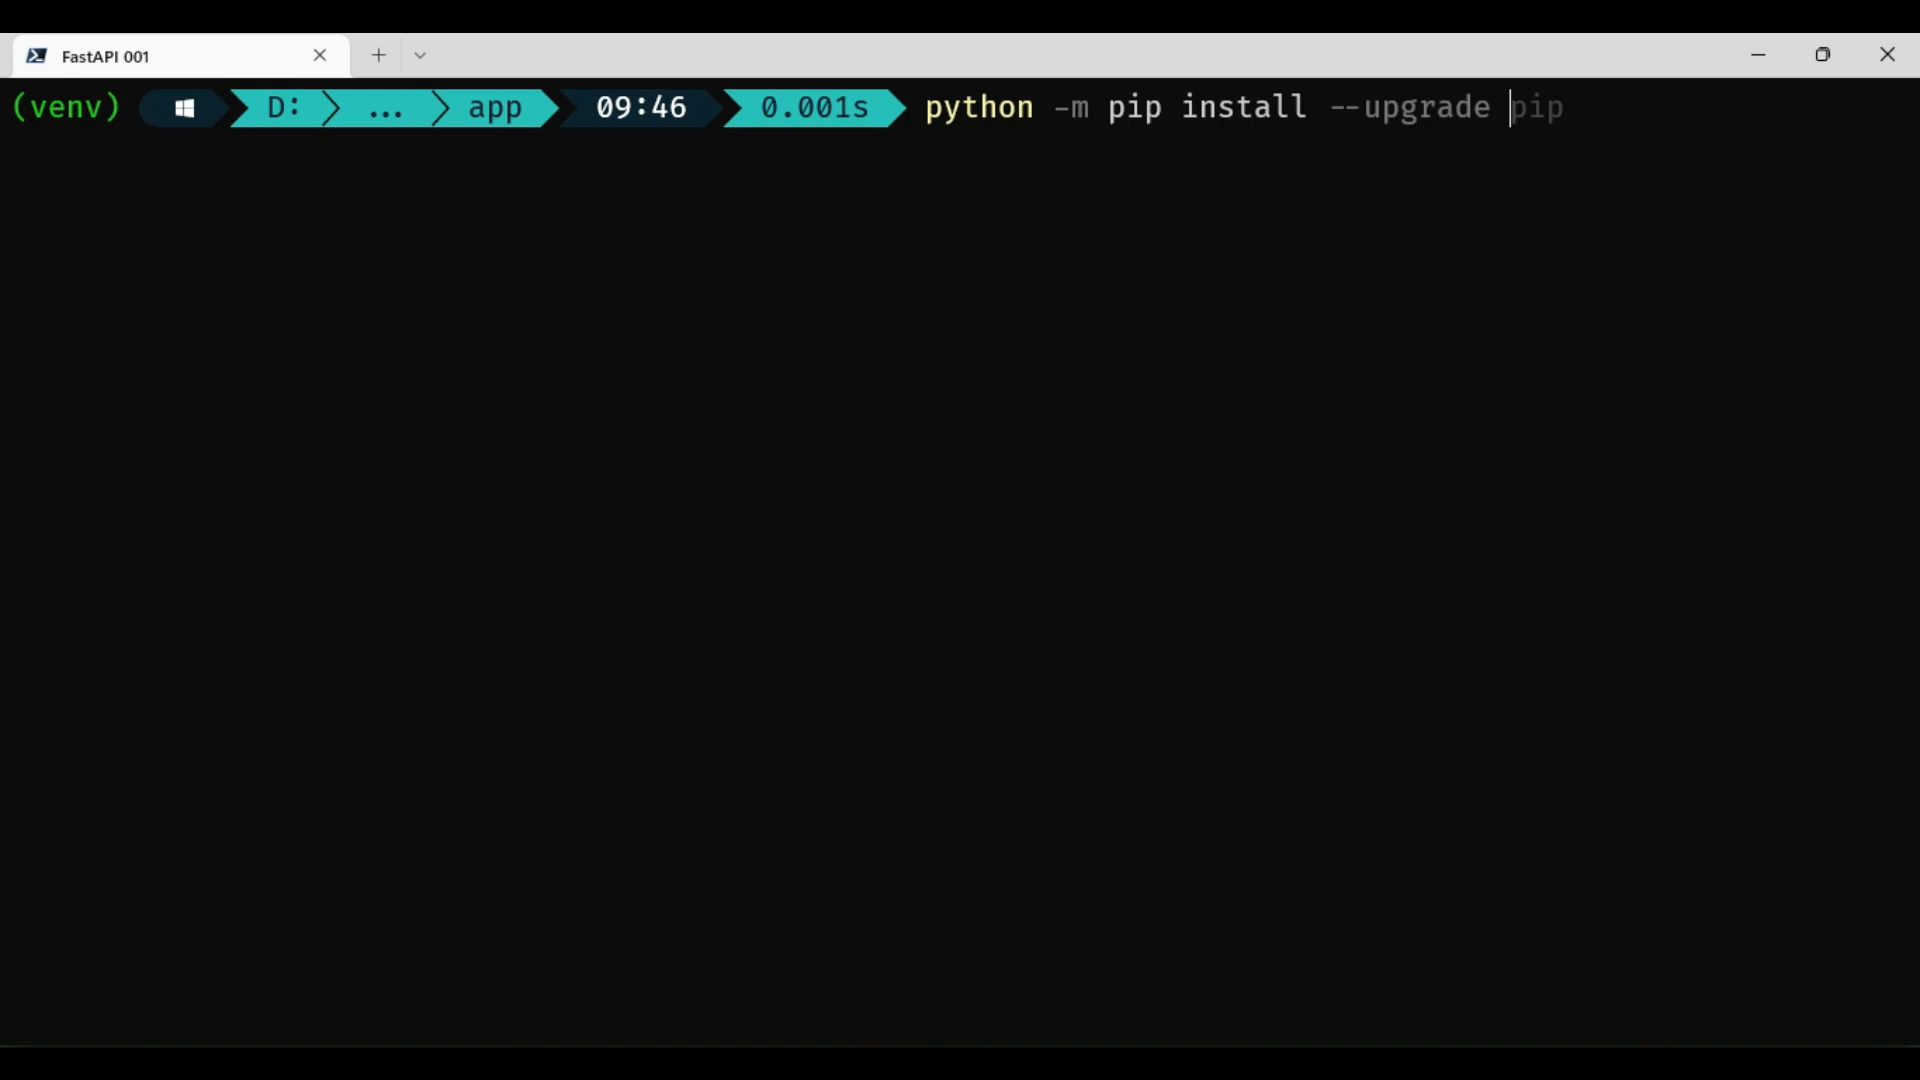 FastAPI 001
(venv) D: ... app 09:46 0.001s python -m pip install --upgrade pip